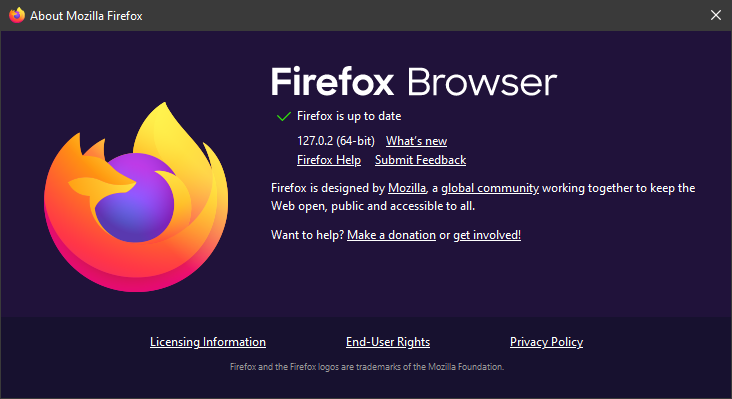 About Mozilla Firefox
Firefox Browser
Firefox is up to date
127.0.2 (64-bit) What's new
Firefox Help Submit Feedback
Firefox is designed by Mozilla, a global community working together to keep the
Web open, public and accessible to all.
Want to help? Make a donation or get involved!
Licensing Information End-User Rights Privacy Policy
Firefox and the Firefox logos are trademarks of the Mozilla Foundation.